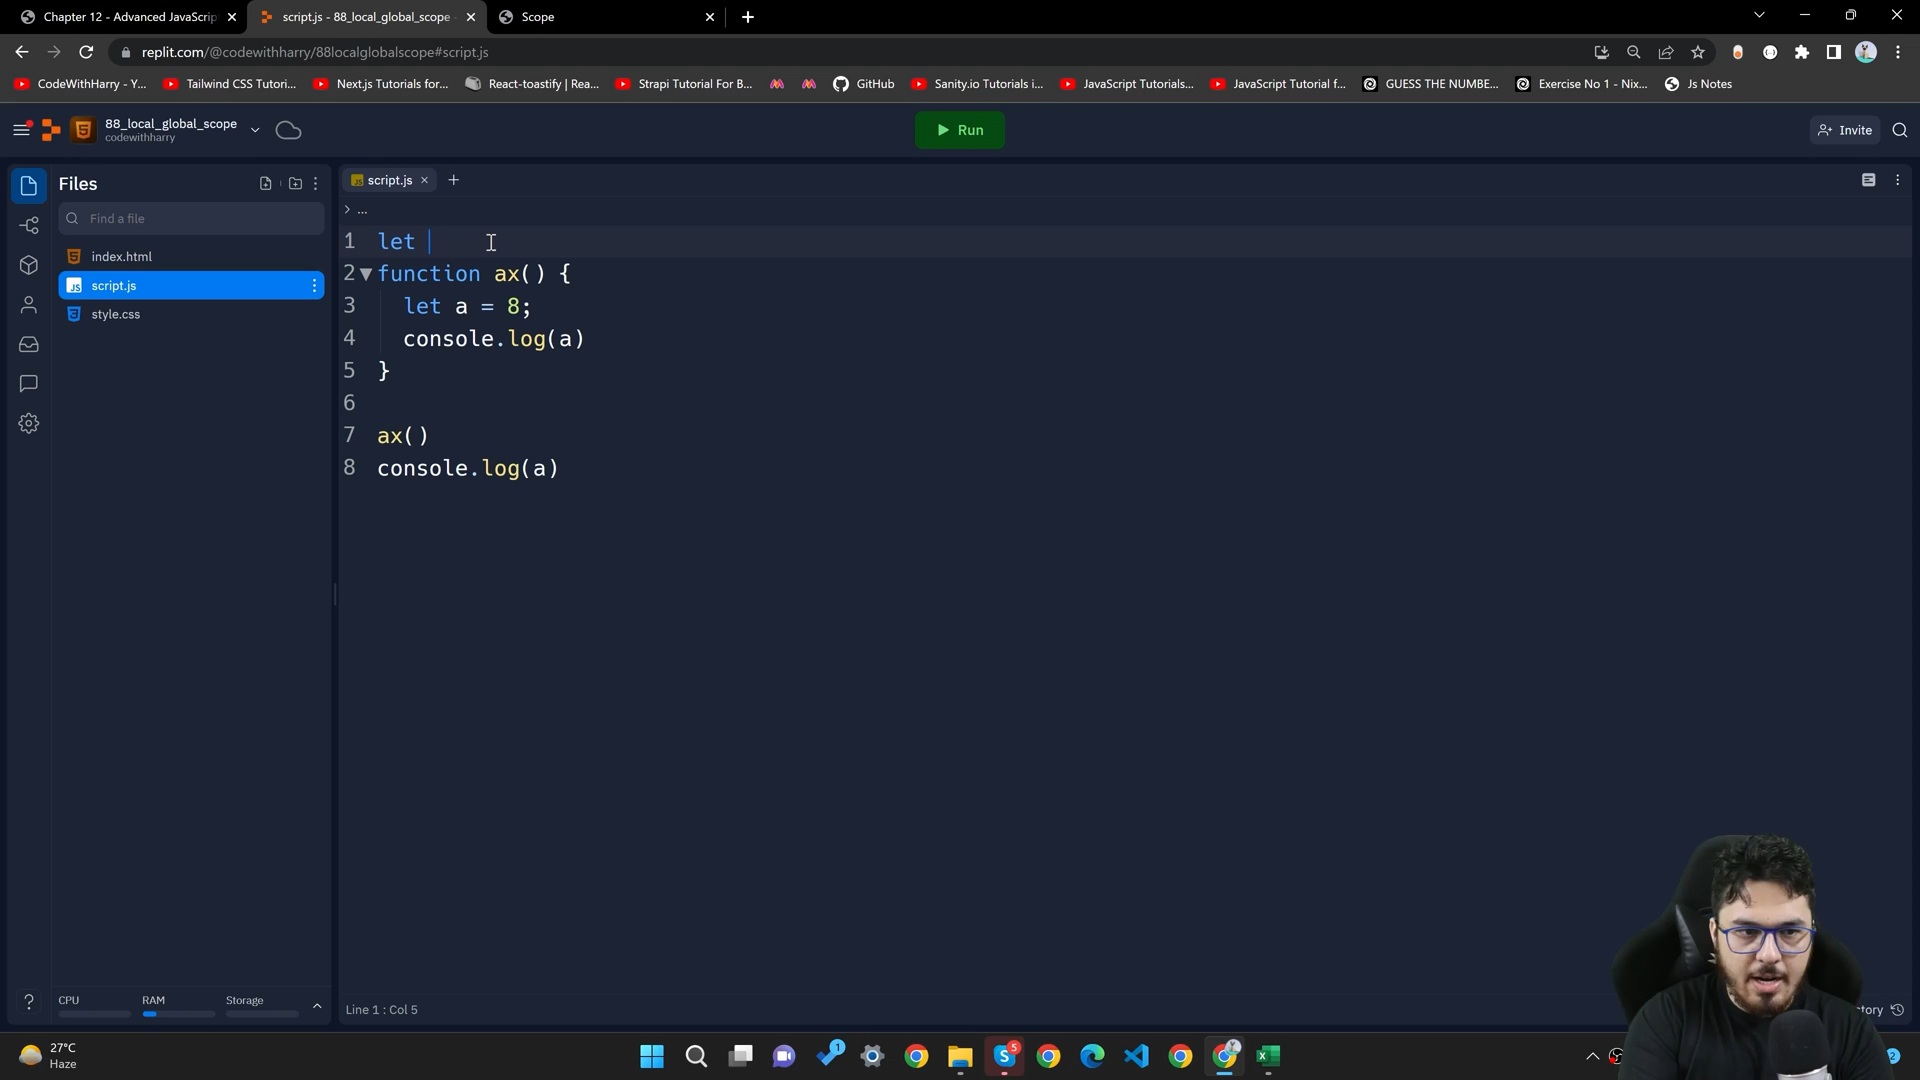 Chapter 12 - Advanced JavaScrip
script.js - 88_local_global_scope -
Scope
replit.com/@codewithharry/88localglobalscope#script.js
CodeWithHarry - Y...
Tailwind CSS Tutori...
Next.js Tutorials for...
React-toastify | Rea...
Strapi Tutorial For B...
GitHub
Sanity.io Tutorials i...
JavaScript Tutorials...
JavaScript Tutorial f...
GUESS THE NUMBE...
Exercise No 1 - Nix...
Js Notes
88_local_global_scope
codewithharry
Run
Invite
Files
Find a file
index.html
script.js
style.css
CPU
RAM
Storage
script.js
...
1 let
2 function ax() {
3 let a = 8;
4 console.log(a)
5 }
6
7 ax()
8 console.log(a)
Line 1 : Col 5
27°C
Haze
1
5
2